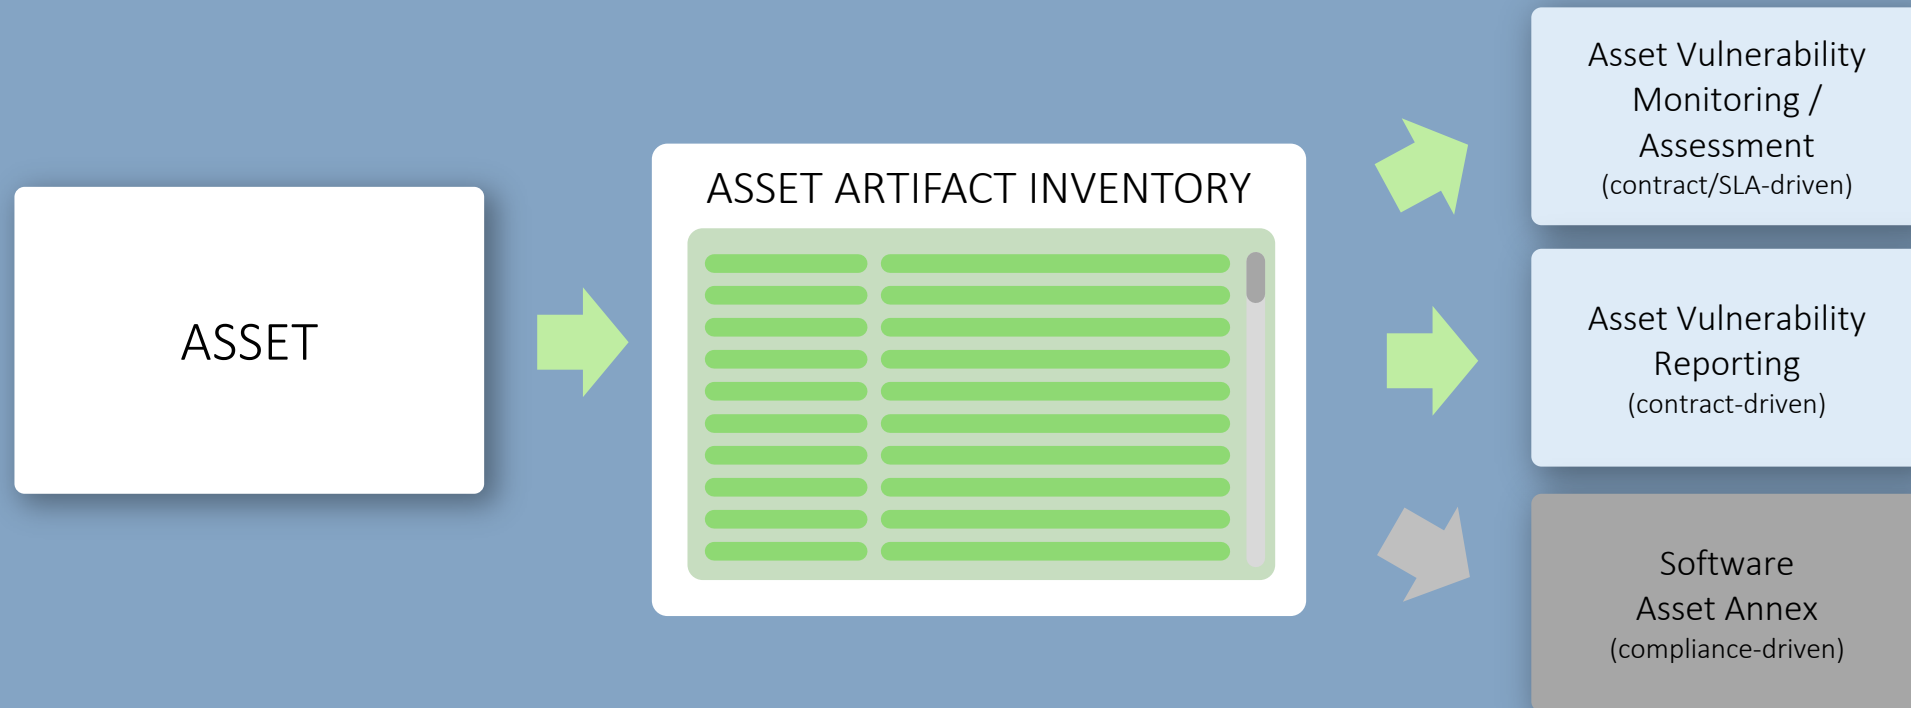 ASSET
ASSET ARTIFACT INVENTORY
Asset Vulnerability
Monitoring /
Assessment
(contract/SLA-driven)
Asset Vulnerability
Reporting
(contract-driven)
Software
Asset Annex
(compliance-driven)